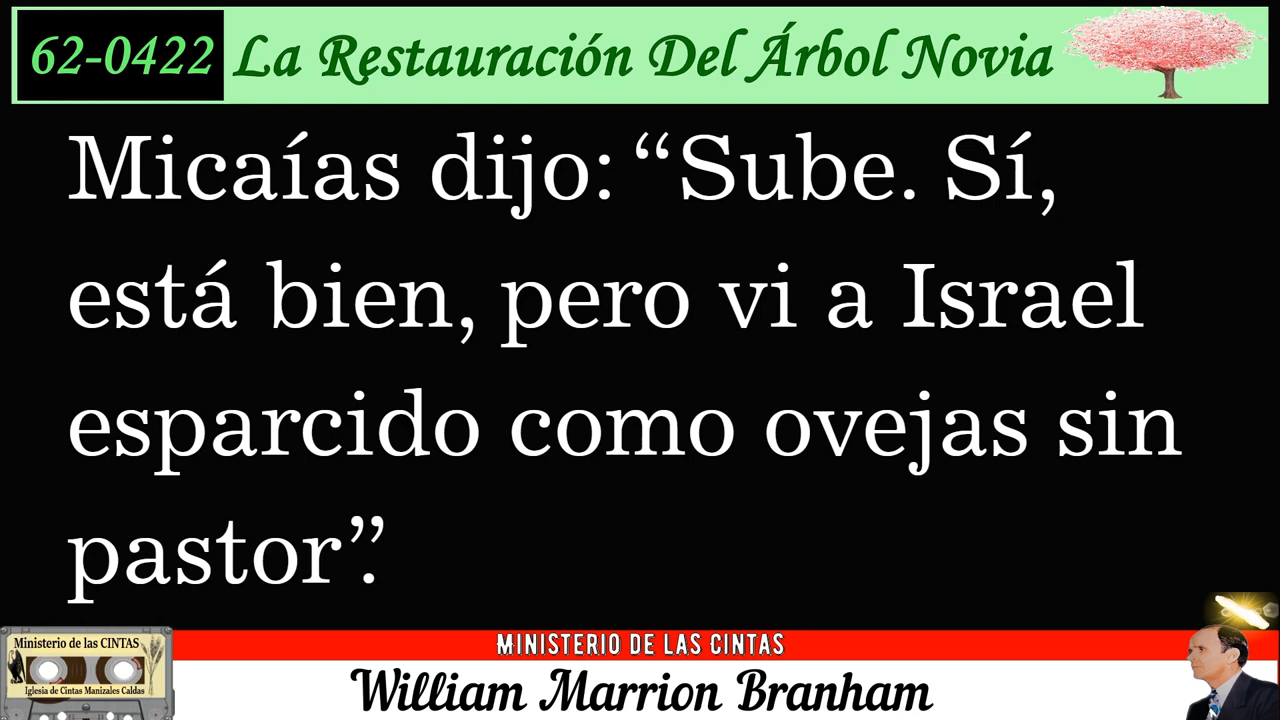 62-0422 La Restauración Del Árbol Novia
Micaías dijo: “Sube. Sí,
está bien, pero vi a Israel
esparcido como ovejas sin
pastor”.
MINISTERIO DE LAS CINTAS
Ministerio de las CINTAS
Iglesia de Cintas Manizales Caldas
William Marrion Branham